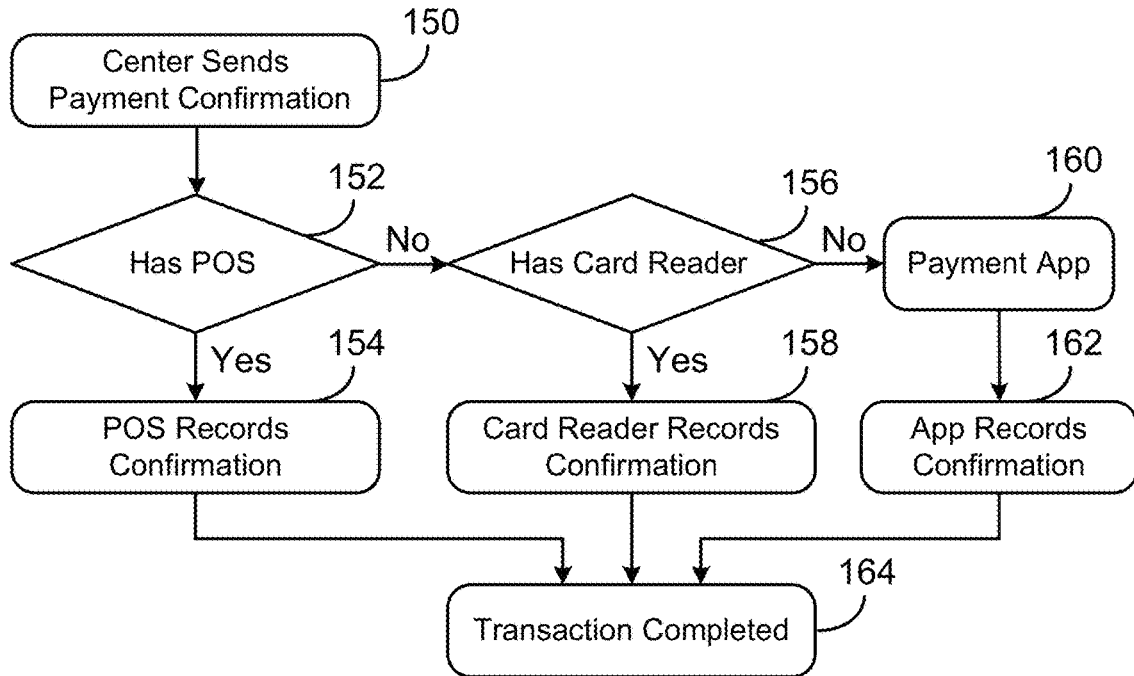 150
Center Sends
Payment Confirmation
152
Has POS
No
156
Has Card Reader
No
160
Payment App
Yes
154
POS Records
Confirmation
Yes
158
Card Reader Records
Confirmation
162
App Records
Confirmation
164
Transaction Completed